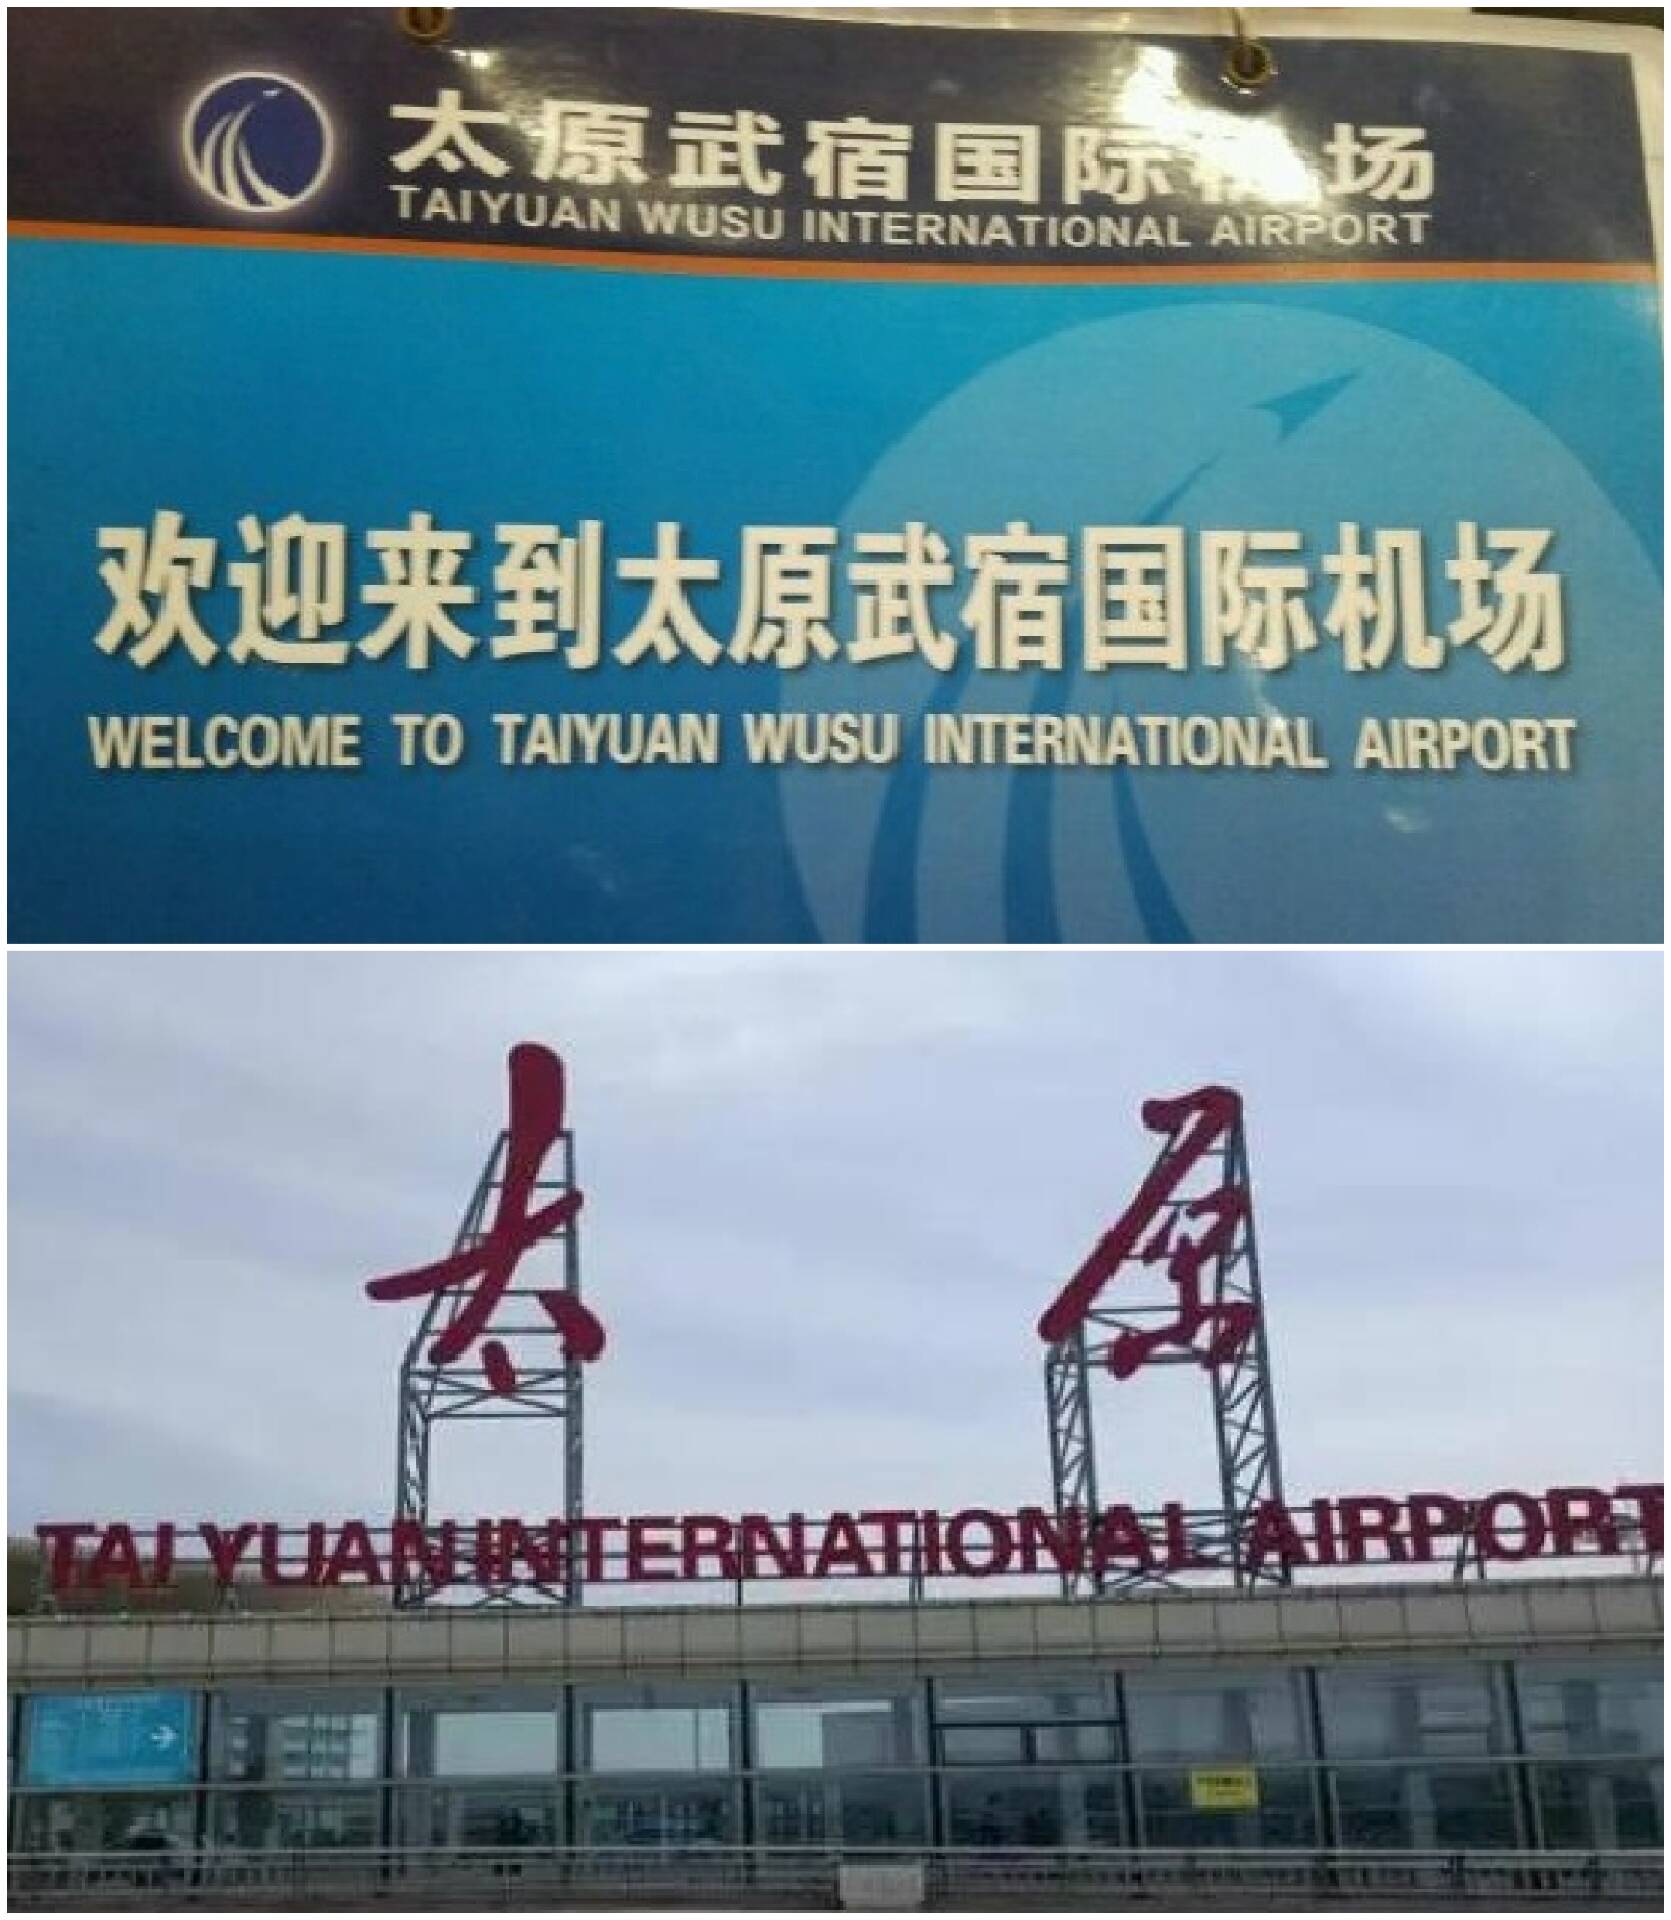 太原武宿国际机场
TAIYUAN WUSU INTERNATIONAL AIRPORT
欢迎来到太原武宿国际机场
WELCOME TO TAIYUAN WUSU INTERNATIONAL AIRPORT
太原
TAI YUAN INTERNATIONAL AIRPORT